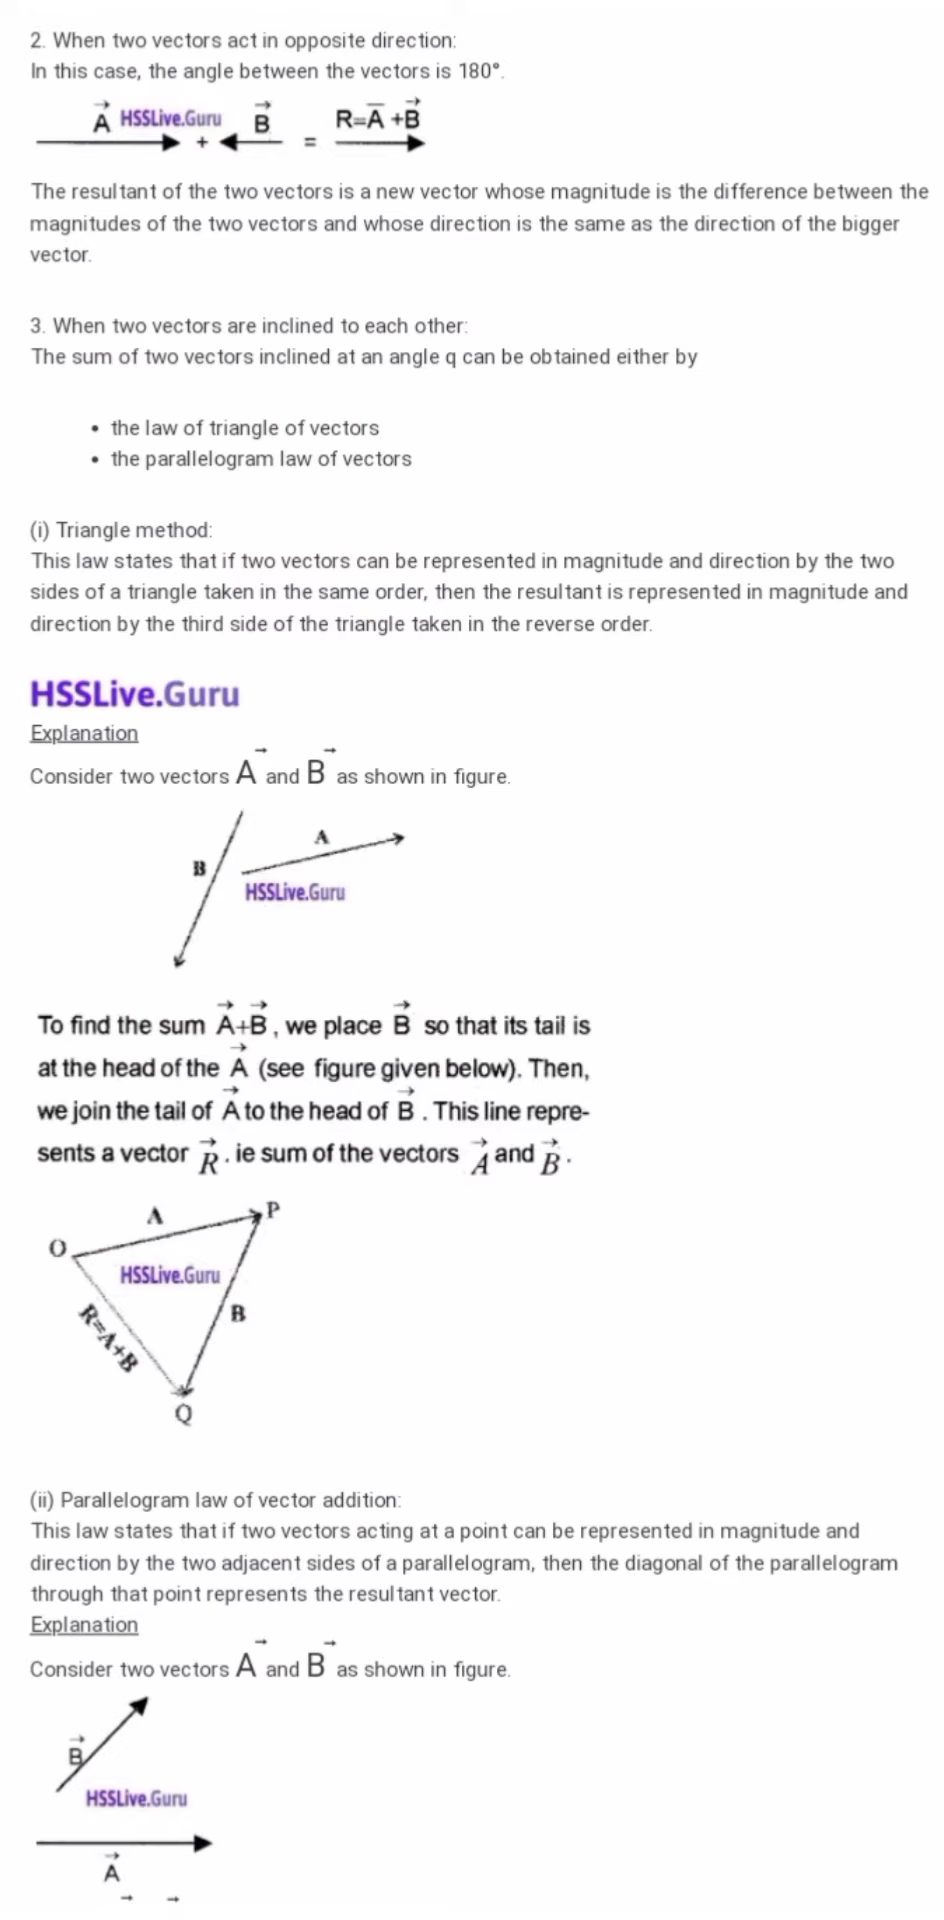 2. When two vectors act in opposite direction:
In this case, the angle between the vectors is 180°.
A⃗ HSSLive.Guru B⃗ R=A̅+B⃗
+ =
The resultant of the two vectors is a new vector whose magnitude is the difference between the
magnitudes of the two vectors and whose direction is the same as the direction of the bigger
vector.
3. When two vectors are inclined to each other:
The sum of two vectors inclined at an angle q can be obtained either by
• the law of triangle of vectors
• the parallelogram law of vectors
(i) Triangle method:
This law states that if two vectors can be represented in magnitude and direction by the two
sides of a triangle taken in the same order, then the resultant is represented in magnitude and
direction by the third side of the triangle taken in the reverse order.
HSSLive.Guru
Explanation
Consider two vectors A⃗ and B⃗ as shown in figure.
A
B
HSSLive.Guru
To find the sum A⃗+B⃗, we place B⃗ so that its tail is
at the head of the A⃗ (see figure given below). Then,
we join the tail of A⃗ to the head of B⃗. This line repre-
sents a vector R⃗. ie sum of the vectors A⃗ and B⃗.
A
P
O
HSSLive.Guru
B
R=A+B
Q
(ii) Parallelogram law of vector addition:
This law states that if two vectors acting at a point can be represented in magnitude and
direction by the two adjacent sides of a parallelogram, then the diagonal of the parallelogram
through that point represents the resultant vector.
Explanation
Consider two vectors A⃗ and B⃗ as shown in figure.
B⃗
HSSLive.Guru
A⃗